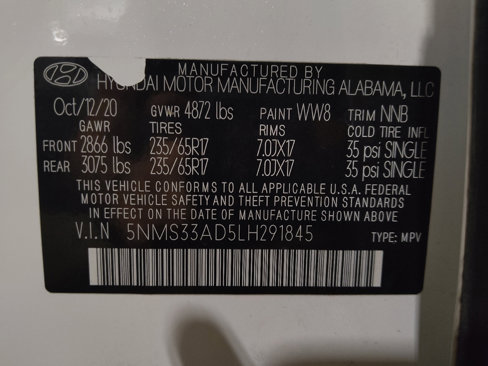 MANUFACTURED BY
HYUNDAI MOTOR MANUFACTURING ALABAMA, LLC
Oct/12/20 GVWR 4872 lbs PAINT WW8 TRIM NNB
GAWR TIRES RIMS COLD TIRE INFL
FRONT 2866 lbs 235/65R17 7.0JX17 35 psi SINGLE
REAR 3075 lbs 235/65R17 7.0JX17 35 psi SINGLE
THIS VEHICLE CONFORMS TO ALL APPLICABLE U.S.A. FEDERAL
MOTOR VEHICLE SAFETY AND THEFT PREVENTION STANDARDS
IN EFFECT ON THE DATE OF MANUFACTURE SHOWN ABOVE
V.I.N 5NMS33AD5LH291845 TYPE: MPV